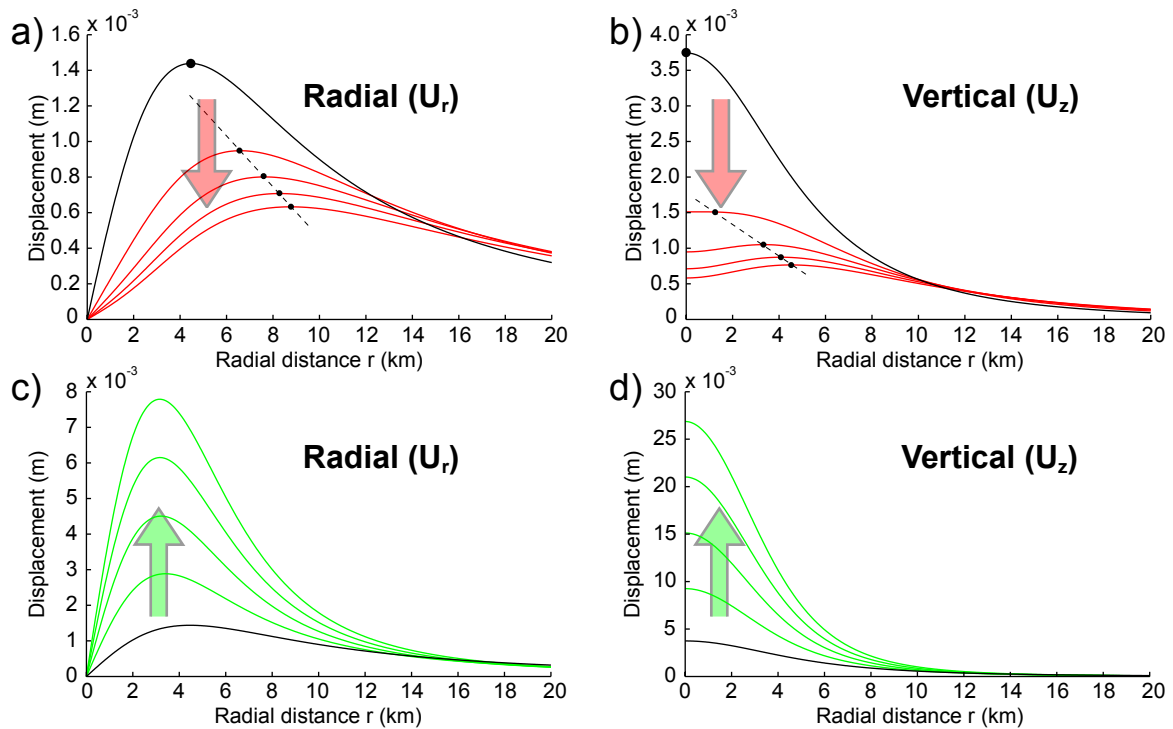 a)
x 10⁻³
Radial (Uᵣ)
Displacement (m)
1.6
1.4
1.2
1.0
0.8
0.6
0.4
0.2
0
0 2 4 6 8 10 12 14 16 18 20
Radial distance r (km)
b)
x 10⁻³
Vertical (U_z)
Displacement (m)
4.0
3.5
3.0
2.5
2.0
1.5
1.0
0.5
0
0 2 4 6 8 10 12 14 16 18 20
Radial distance r (km)
c)
x 10⁻³
Radial (Uᵣ)
Displacement (m)
8
7
6
5
4
3
2
1
0
0 2 4 6 8 10 12 14 16 18 20
Radial distance r (km)
d)
x 10⁻³
Vertical (U_z)
Displacement (m)
30
25
20
15
10
5
0
0 2 4 6 8 10 12 14 16 18 20
Radial distance r (km)